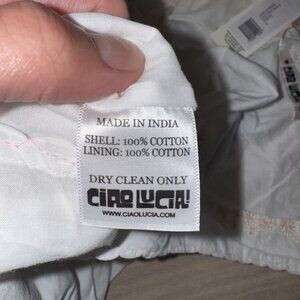 MADE IN INDIA
SHELL: 100% COTTON
LINING: 100% COTTON
DRY CLEAN ONLY
CIAO LUCIA!
WWW.CIAOLUCIA.COM